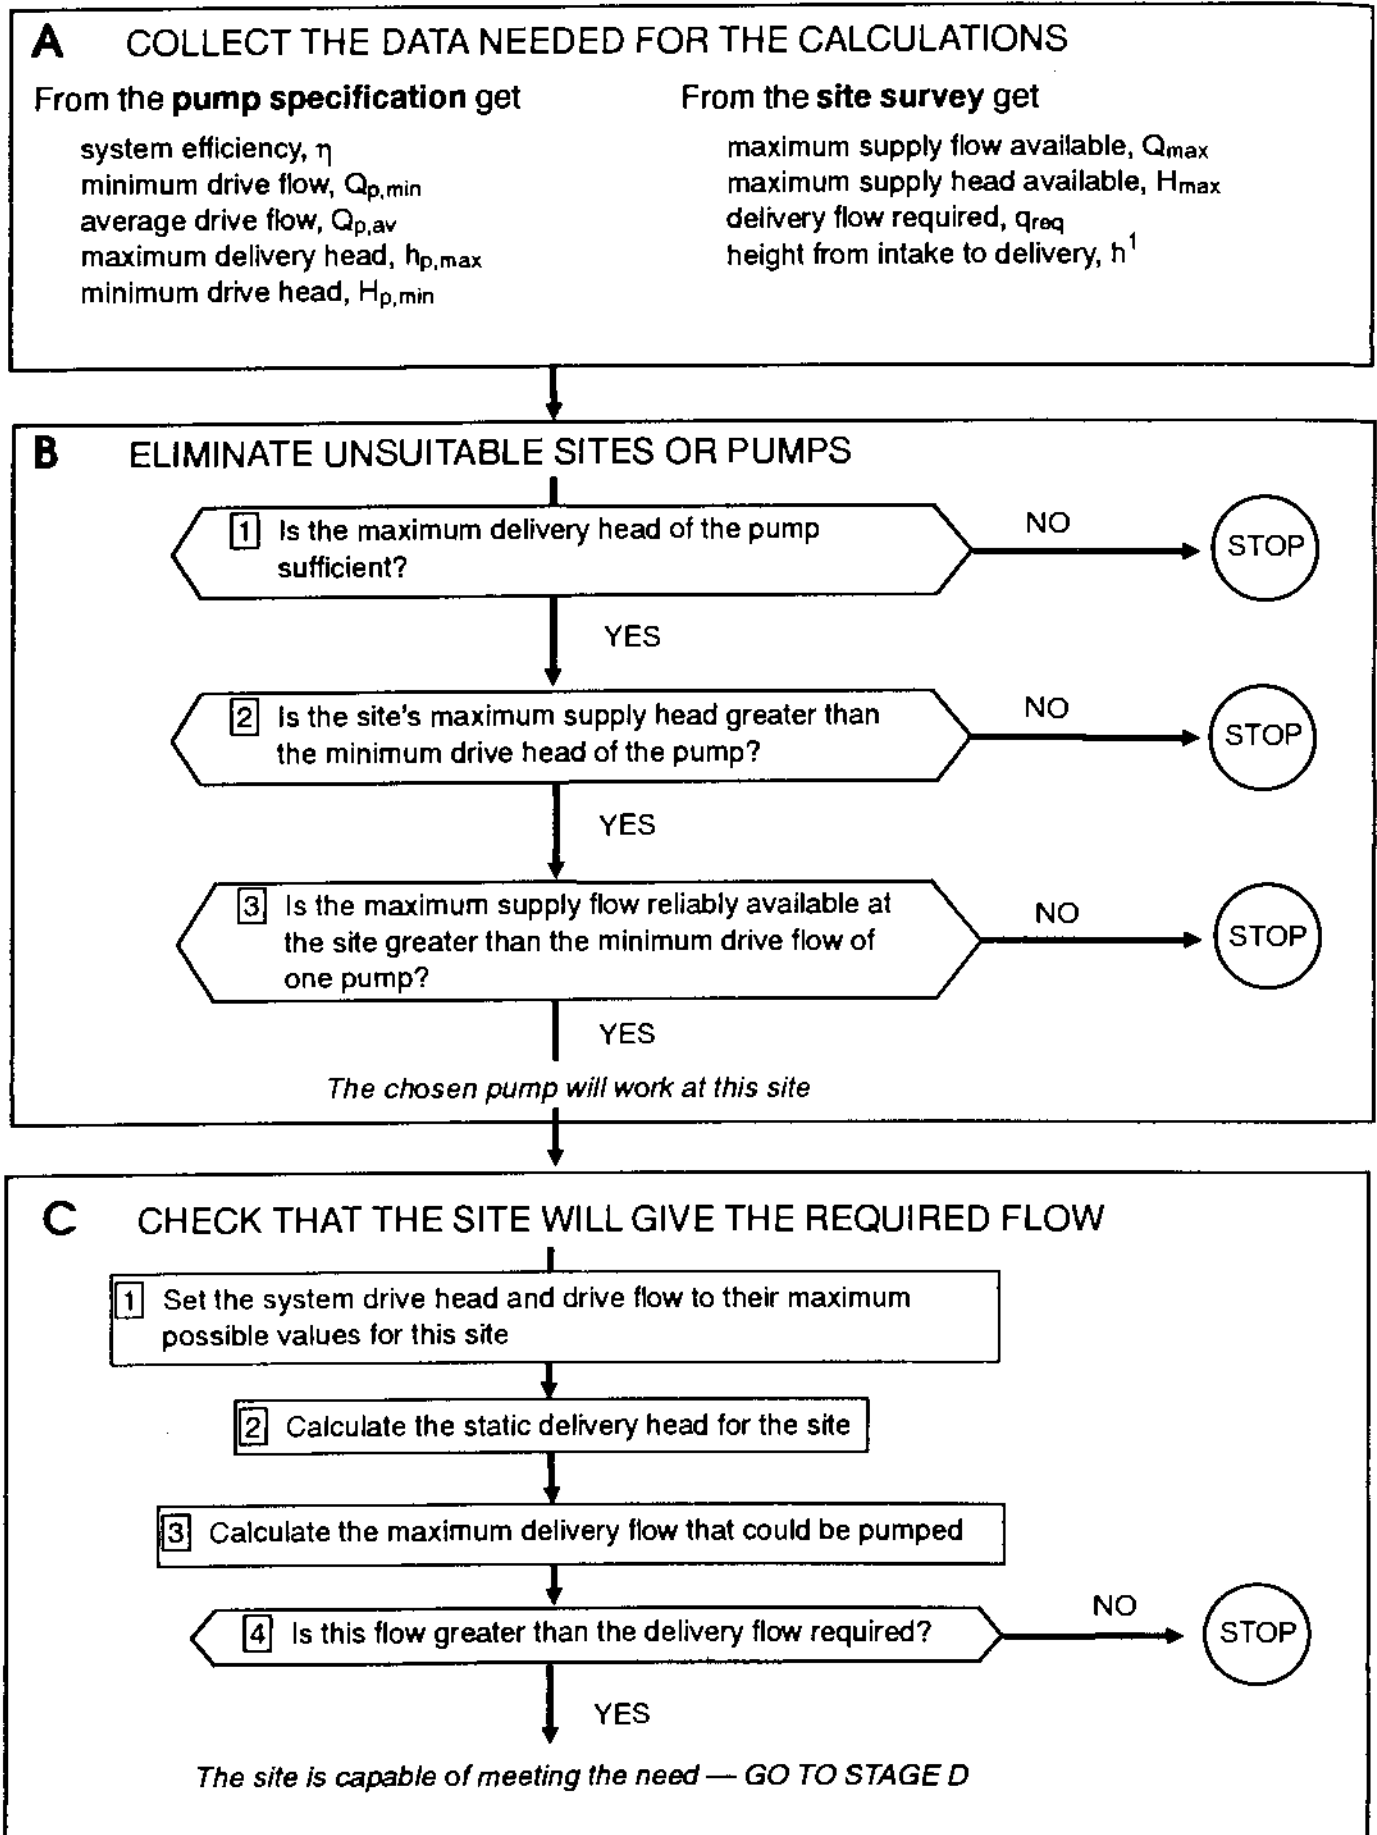 A COLLECT THE DATA NEEDED FOR THE CALCULATIONS
From the pump specification get
system efficiency, η
minimum drive flow, Qp,min
average drive flow, Qp,av
maximum delivery head, hp,max
minimum drive head, Hp,min
From the site survey get
maximum supply flow available, Qmax
maximum supply head available, Hmax
delivery flow required, qreq
height from intake to delivery, h¹
B ELIMINATE UNSUITABLE SITES OR PUMPS
1 Is the maximum delivery head of the pump
sufficient?
NO
STOP
YES
2 Is the site's maximum supply head greater than
the minimum drive head of the pump?
NO
STOP
YES
3 Is the maximum supply flow reliably available at
the site greater than the minimum drive flow of
one pump?
NO
STOP
YES
The chosen pump will work at this site
C CHECK THAT THE SITE WILL GIVE THE REQUIRED FLOW
1 Set the system drive head and drive flow to their maximum
possible values for this site
2 Calculate the static delivery head for the site
3 Calculate the maximum delivery flow that could be pumped
4 Is this flow greater than the delivery flow required?
NO
STOP
YES
The site is capable of meeting the need — GO TO STAGE D